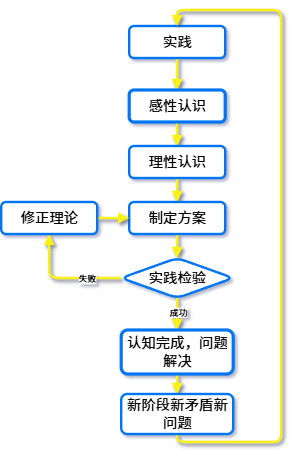 实践
感性认识
理性认识
修正理论
制定方案
实践检验
失败
成功
认知完成，问题
解决
新阶段新矛盾新
问题